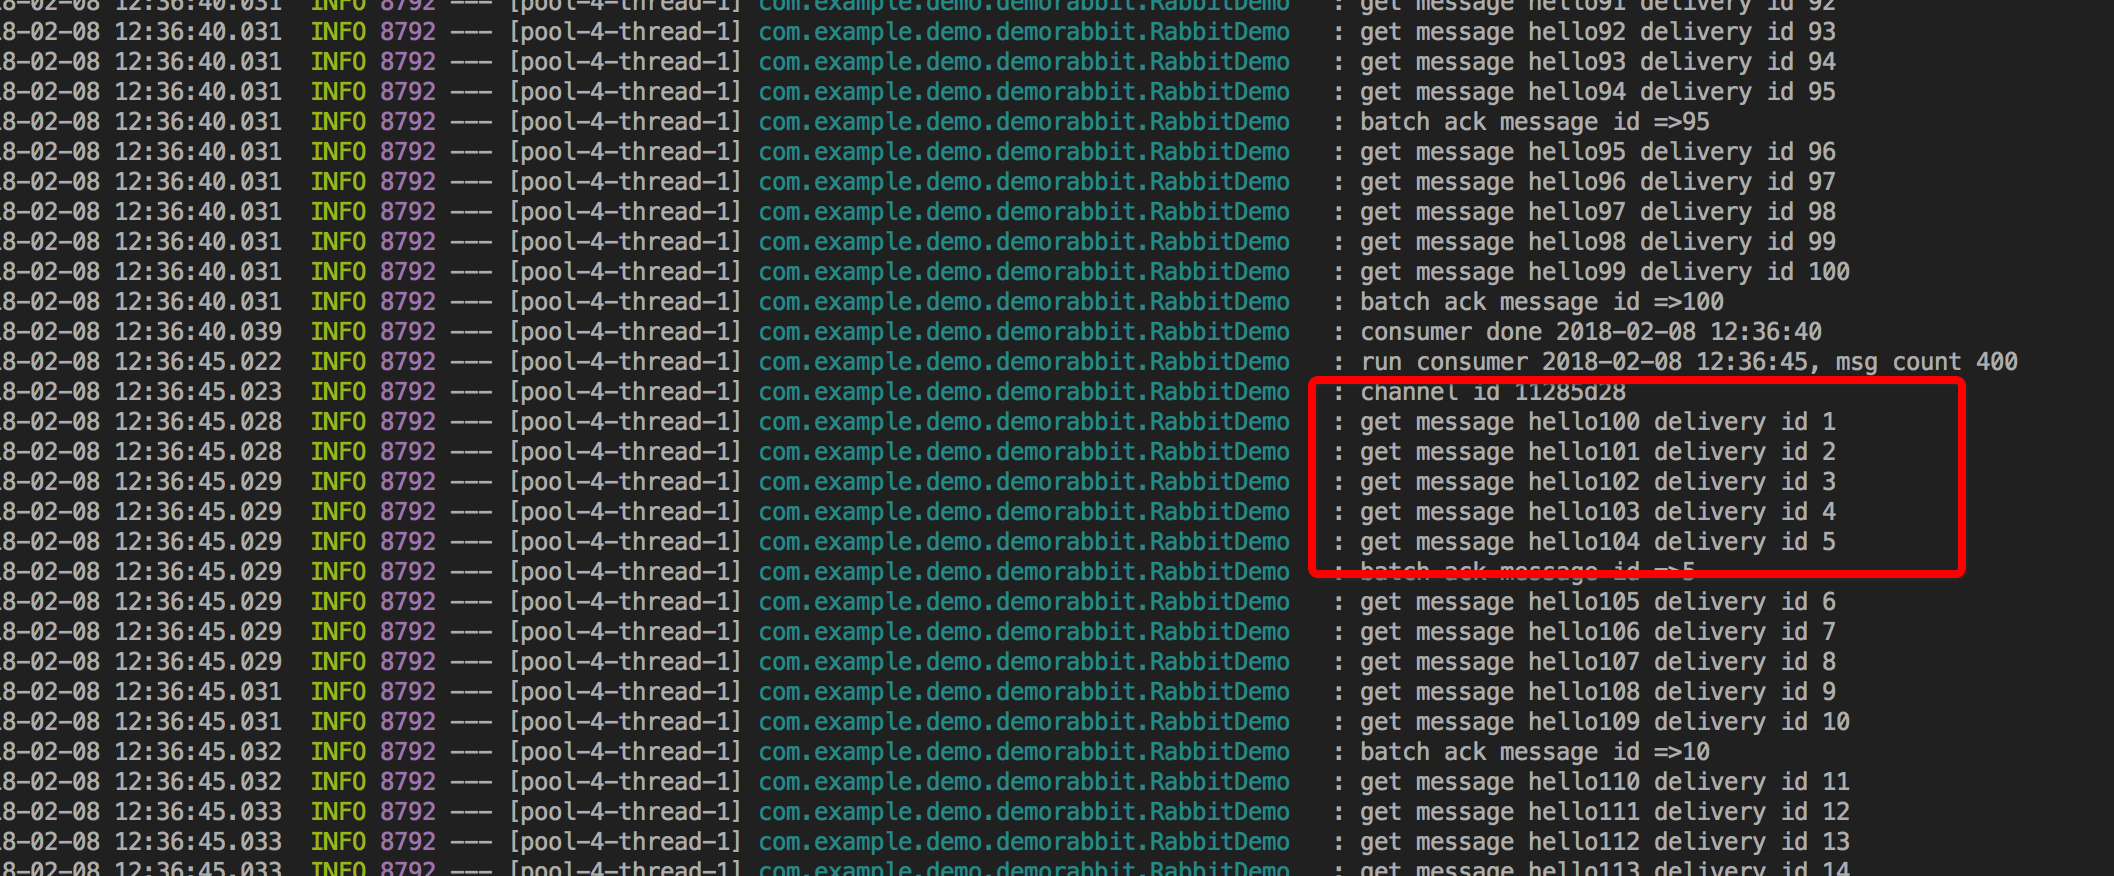 8-02-08 12:36:40.031  INFO 8792 --- [pool-4-thread-1] com.example.demo.demorabbit.RabbitDemo   : get message hello91 delivery id 92
8-02-08 12:36:40.031  INFO 8792 --- [pool-4-thread-1] com.example.demo.demorabbit.RabbitDemo   : get message hello92 delivery id 93
8-02-08 12:36:40.031  INFO 8792 --- [pool-4-thread-1] com.example.demo.demorabbit.RabbitDemo   : get message hello93 delivery id 94
8-02-08 12:36:40.031  INFO 8792 --- [pool-4-thread-1] com.example.demo.demorabbit.RabbitDemo   : get message hello94 delivery id 95
8-02-08 12:36:40.031  INFO 8792 --- [pool-4-thread-1] com.example.demo.demorabbit.RabbitDemo   : batch ack message id =>95
8-02-08 12:36:40.031  INFO 8792 --- [pool-4-thread-1] com.example.demo.demorabbit.RabbitDemo   : get message hello95 delivery id 96
8-02-08 12:36:40.031  INFO 8792 --- [pool-4-thread-1] com.example.demo.demorabbit.RabbitDemo   : get message hello96 delivery id 97
8-02-08 12:36:40.031  INFO 8792 --- [pool-4-thread-1] com.example.demo.demorabbit.RabbitDemo   : get message hello97 delivery id 98
8-02-08 12:36:40.031  INFO 8792 --- [pool-4-thread-1] com.example.demo.demorabbit.RabbitDemo   : get message hello98 delivery id 99
8-02-08 12:36:40.031  INFO 8792 --- [pool-4-thread-1] com.example.demo.demorabbit.RabbitDemo   : get message hello99 delivery id 100
8-02-08 12:36:40.031  INFO 8792 --- [pool-4-thread-1] com.example.demo.demorabbit.RabbitDemo   : batch ack message id =>100
8-02-08 12:36:40.039  INFO 8792 --- [pool-4-thread-1] com.example.demo.demorabbit.RabbitDemo   : consumer done 2018-02-08 12:36:40
8-02-08 12:36:45.022  INFO 8792 --- [pool-4-thread-1] com.example.demo.demorabbit.RabbitDemo   : run consumer 2018-02-08 12:36:45, msg count 400
8-02-08 12:36:45.023  INFO 8792 --- [pool-4-thread-1] com.example.demo.demorabbit.RabbitDemo   : channel id 11285d28
8-02-08 12:36:45.028  INFO 8792 --- [pool-4-thread-1] com.example.demo.demorabbit.RabbitDemo   : get message hello100 delivery id 1
8-02-08 12:36:45.028  INFO 8792 --- [pool-4-thread-1] com.example.demo.demorabbit.RabbitDemo   : get message hello101 delivery id 2
8-02-08 12:36:45.029  INFO 8792 --- [pool-4-thread-1] com.example.demo.demorabbit.RabbitDemo   : get message hello102 delivery id 3
8-02-08 12:36:45.029  INFO 8792 --- [pool-4-thread-1] com.example.demo.demorabbit.RabbitDemo   : get message hello103 delivery id 4
8-02-08 12:36:45.029  INFO 8792 --- [pool-4-thread-1] com.example.demo.demorabbit.RabbitDemo   : get message hello104 delivery id 5
8-02-08 12:36:45.029  INFO 8792 --- [pool-4-thread-1] com.example.demo.demorabbit.RabbitDemo   : batch ack message id =>5
8-02-08 12:36:45.029  INFO 8792 --- [pool-4-thread-1] com.example.demo.demorabbit.RabbitDemo   : get message hello105 delivery id 6
8-02-08 12:36:45.029  INFO 8792 --- [pool-4-thread-1] com.example.demo.demorabbit.RabbitDemo   : get message hello106 delivery id 7
8-02-08 12:36:45.029  INFO 8792 --- [pool-4-thread-1] com.example.demo.demorabbit.RabbitDemo   : get message hello107 delivery id 8
8-02-08 12:36:45.031  INFO 8792 --- [pool-4-thread-1] com.example.demo.demorabbit.RabbitDemo   : get message hello108 delivery id 9
8-02-08 12:36:45.031  INFO 8792 --- [pool-4-thread-1] com.example.demo.demorabbit.RabbitDemo   : get message hello109 delivery id 10
8-02-08 12:36:45.032  INFO 8792 --- [pool-4-thread-1] com.example.demo.demorabbit.RabbitDemo   : batch ack message id =>10
8-02-08 12:36:45.032  INFO 8792 --- [pool-4-thread-1] com.example.demo.demorabbit.RabbitDemo   : get message hello110 delivery id 11
8-02-08 12:36:45.033  INFO 8792 --- [pool-4-thread-1] com.example.demo.demorabbit.RabbitDemo   : get message hello111 delivery id 12
8-02-08 12:36:45.033  INFO 8792 --- [pool-4-thread-1] com.example.demo.demorabbit.RabbitDemo   : get message hello112 delivery id 13
8-02-08 12:36:45.033  INFO 8792 --- [pool-4-thread-1] com.example.demo.demorabbit.RabbitDemo   : get message hello113 delivery id 14